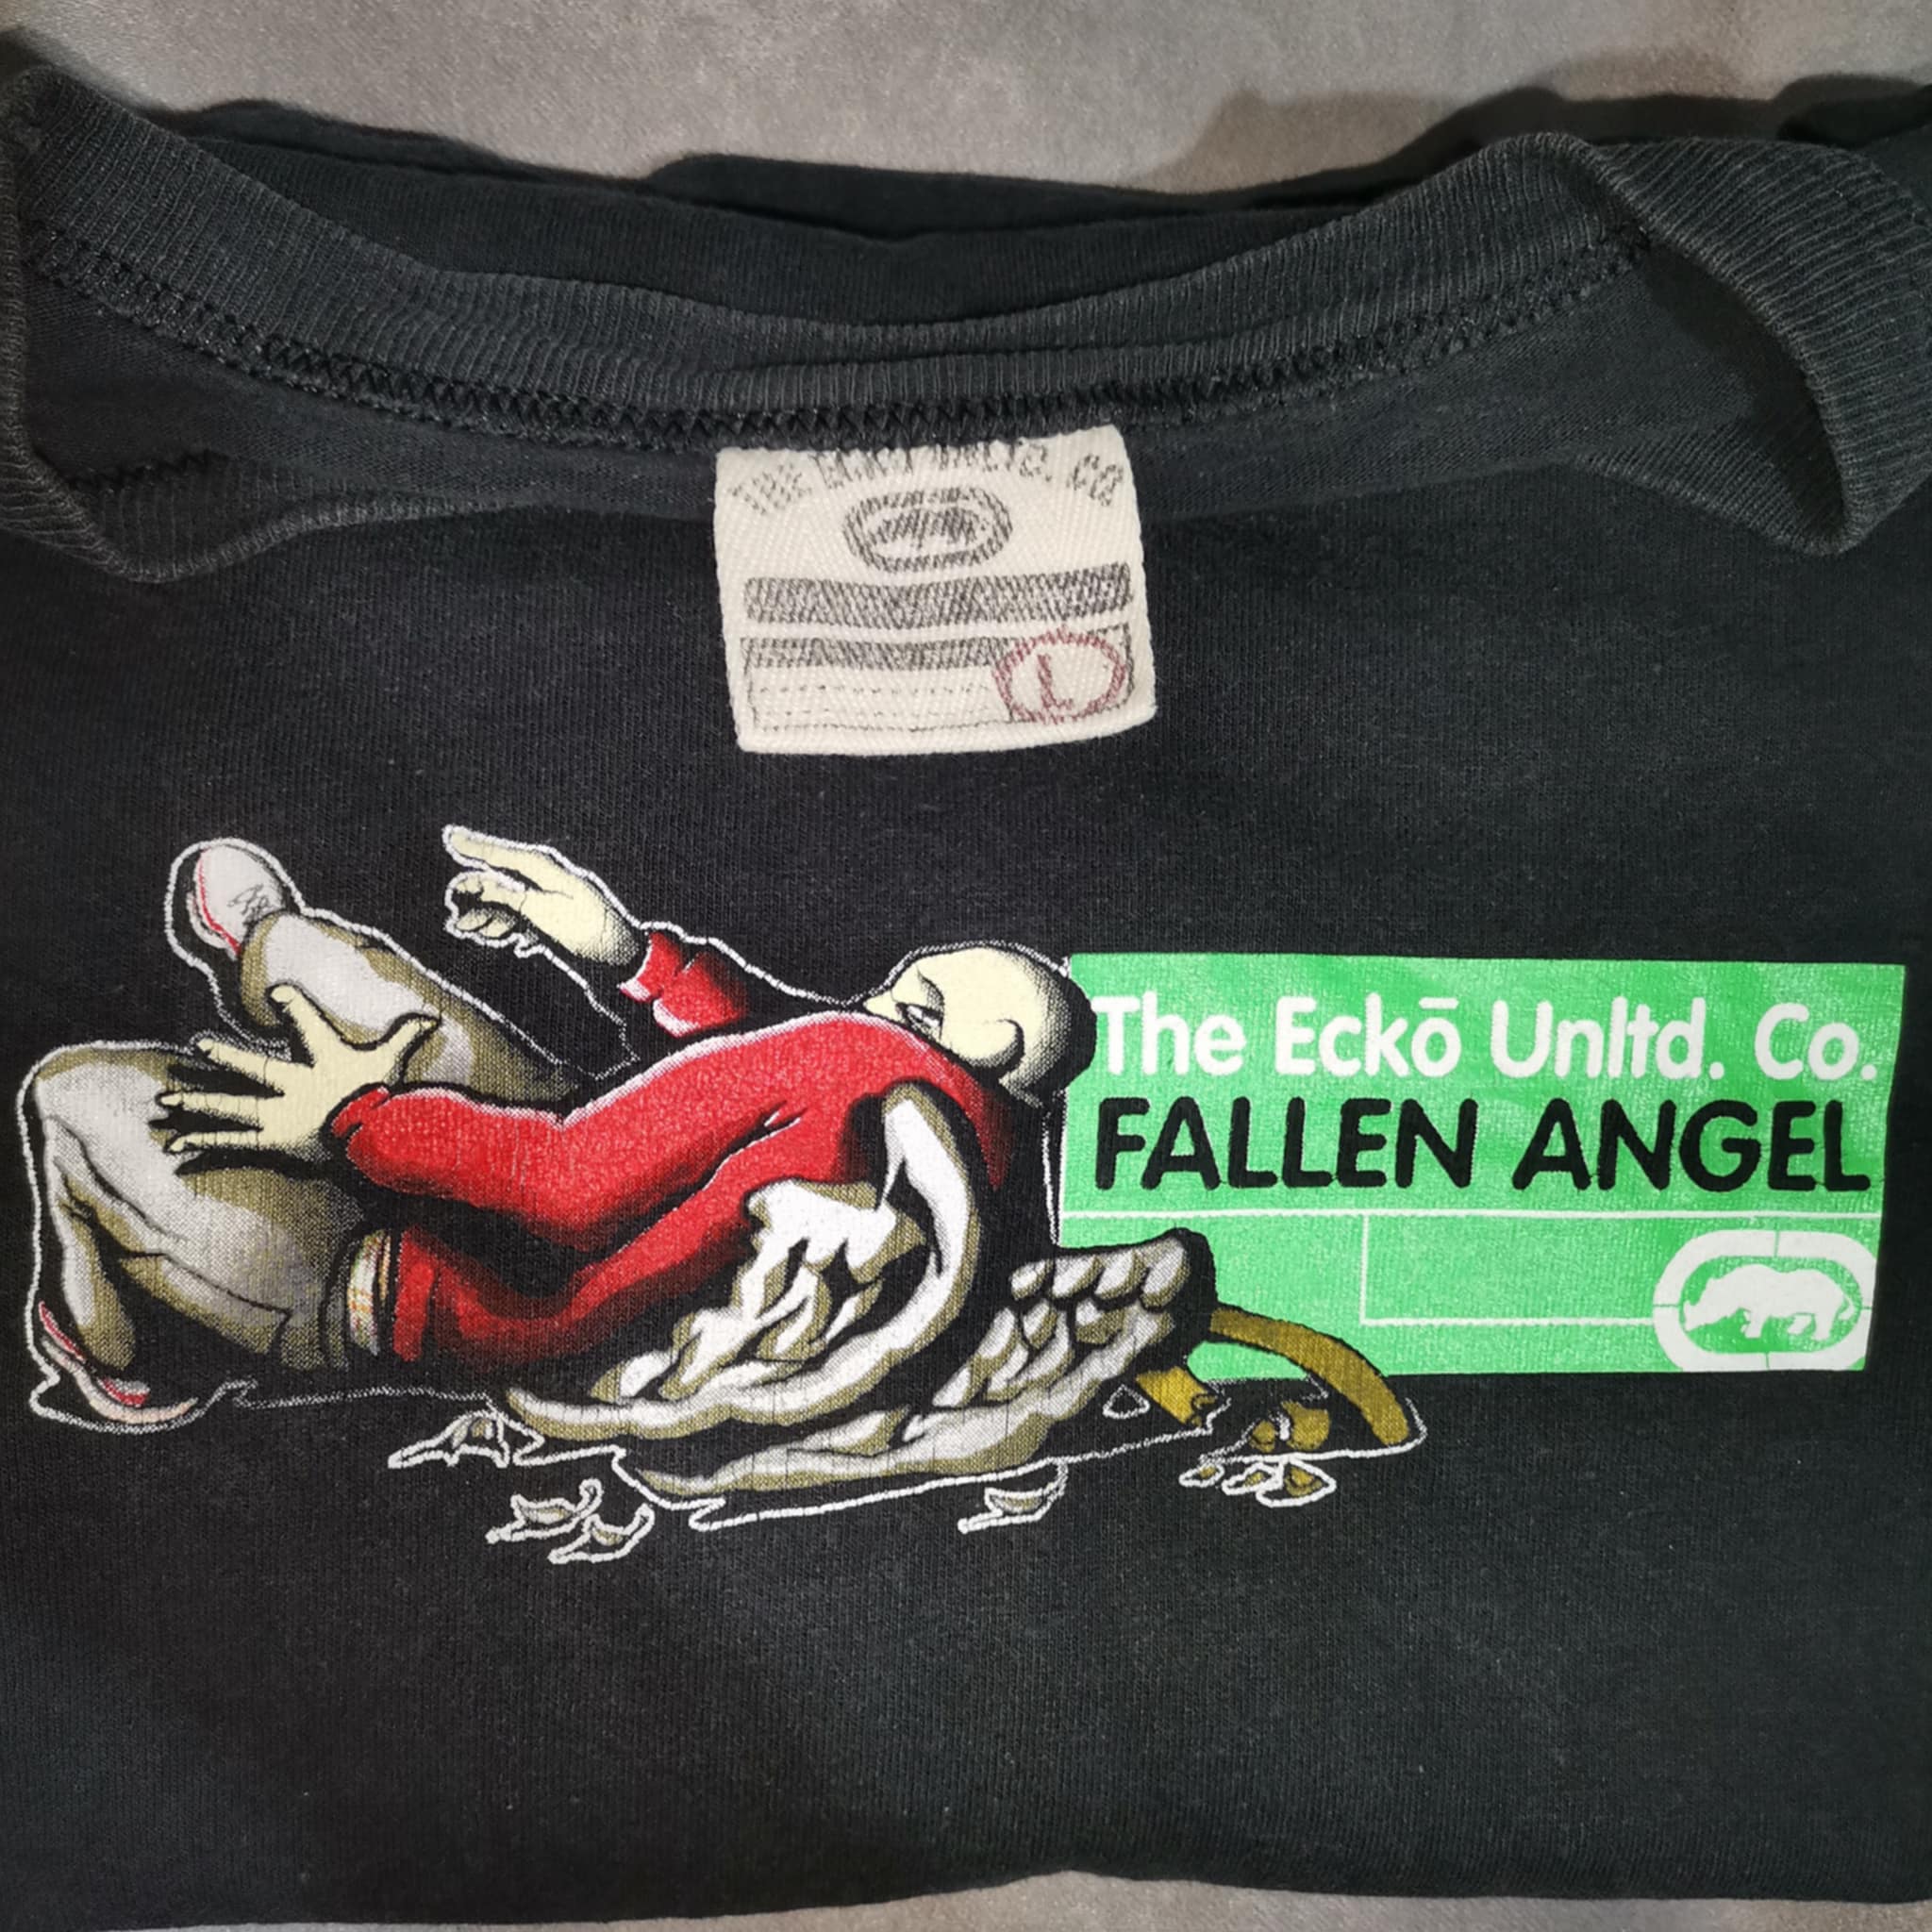 THE ECKO UNLTD. CO.
L
The Eckō Unltd. Co.
FALLEN ANGEL